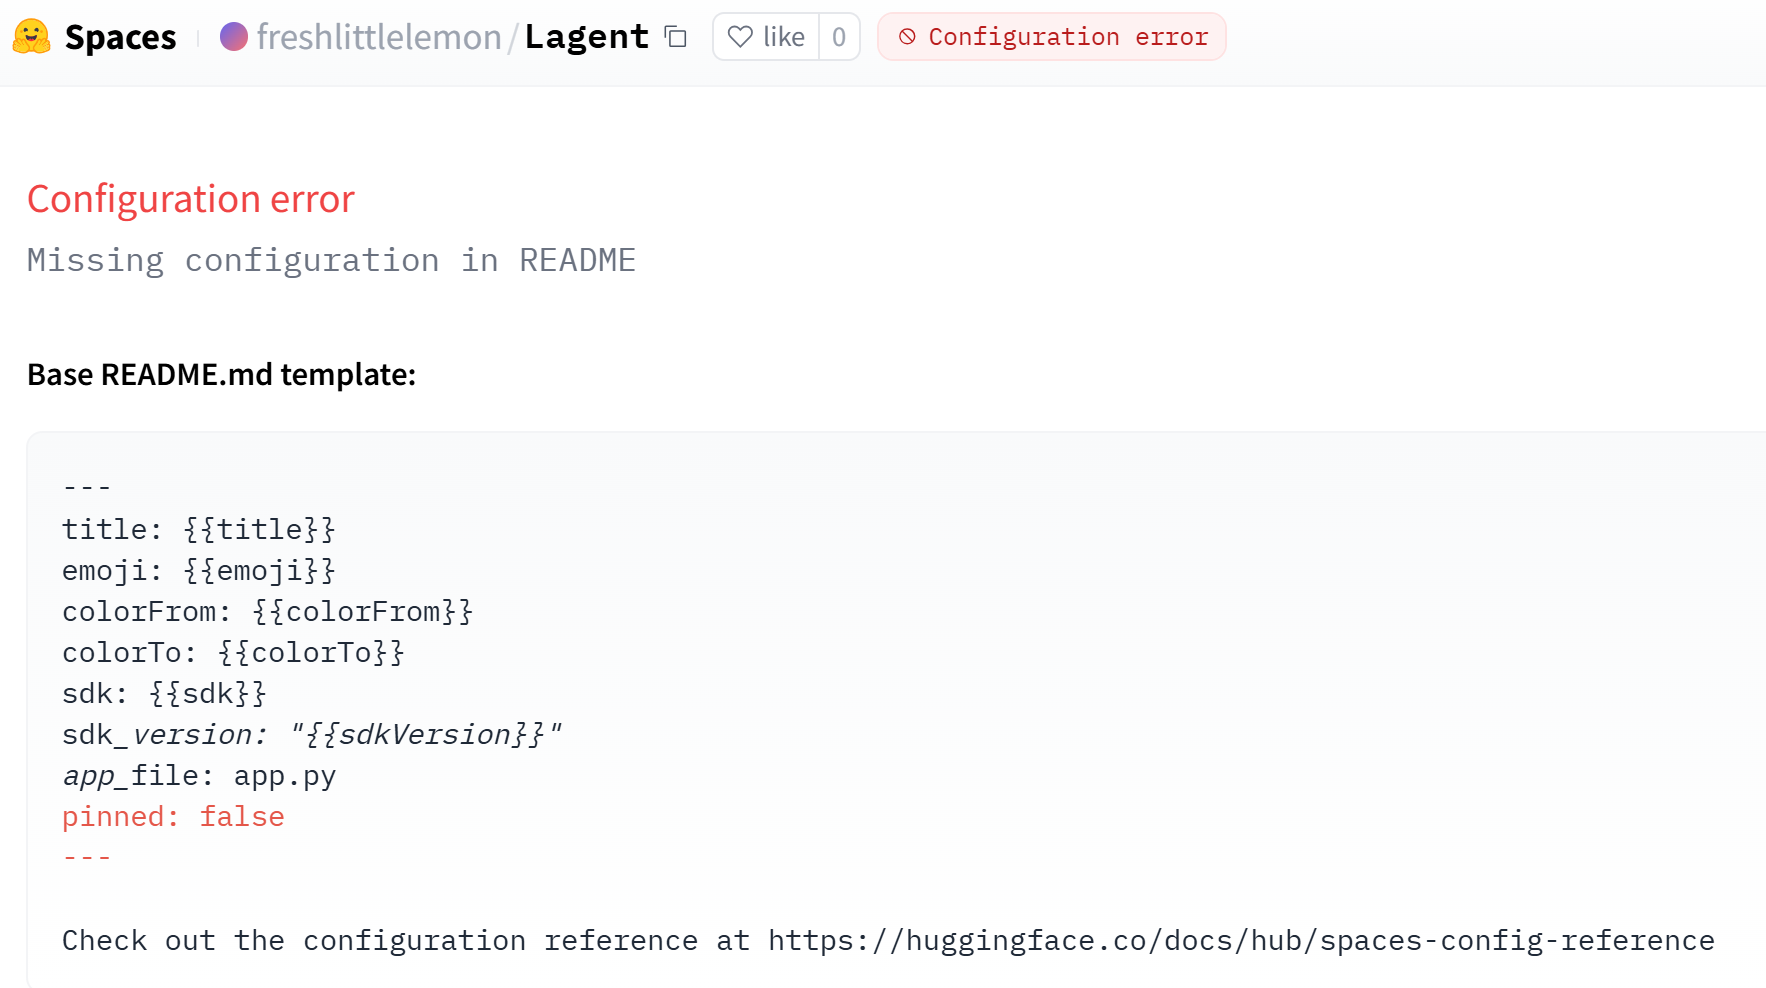 Spaces freshlittlelemon/Lagent like 0 Configuration error
Configuration error
Missing configuration in README
Base README.md template:
---
title: {{title}}
emoji: {{emoji}}
colorFrom: {{colorFrom}}
colorTo: {{colorTo}}
sdk: {{sdk}}
sdk_version: "{{sdkVersion}}"
app_file: app.py
pinned: false
---
Check out the configuration reference at https://huggingface.co/docs/hub/spaces-config-reference